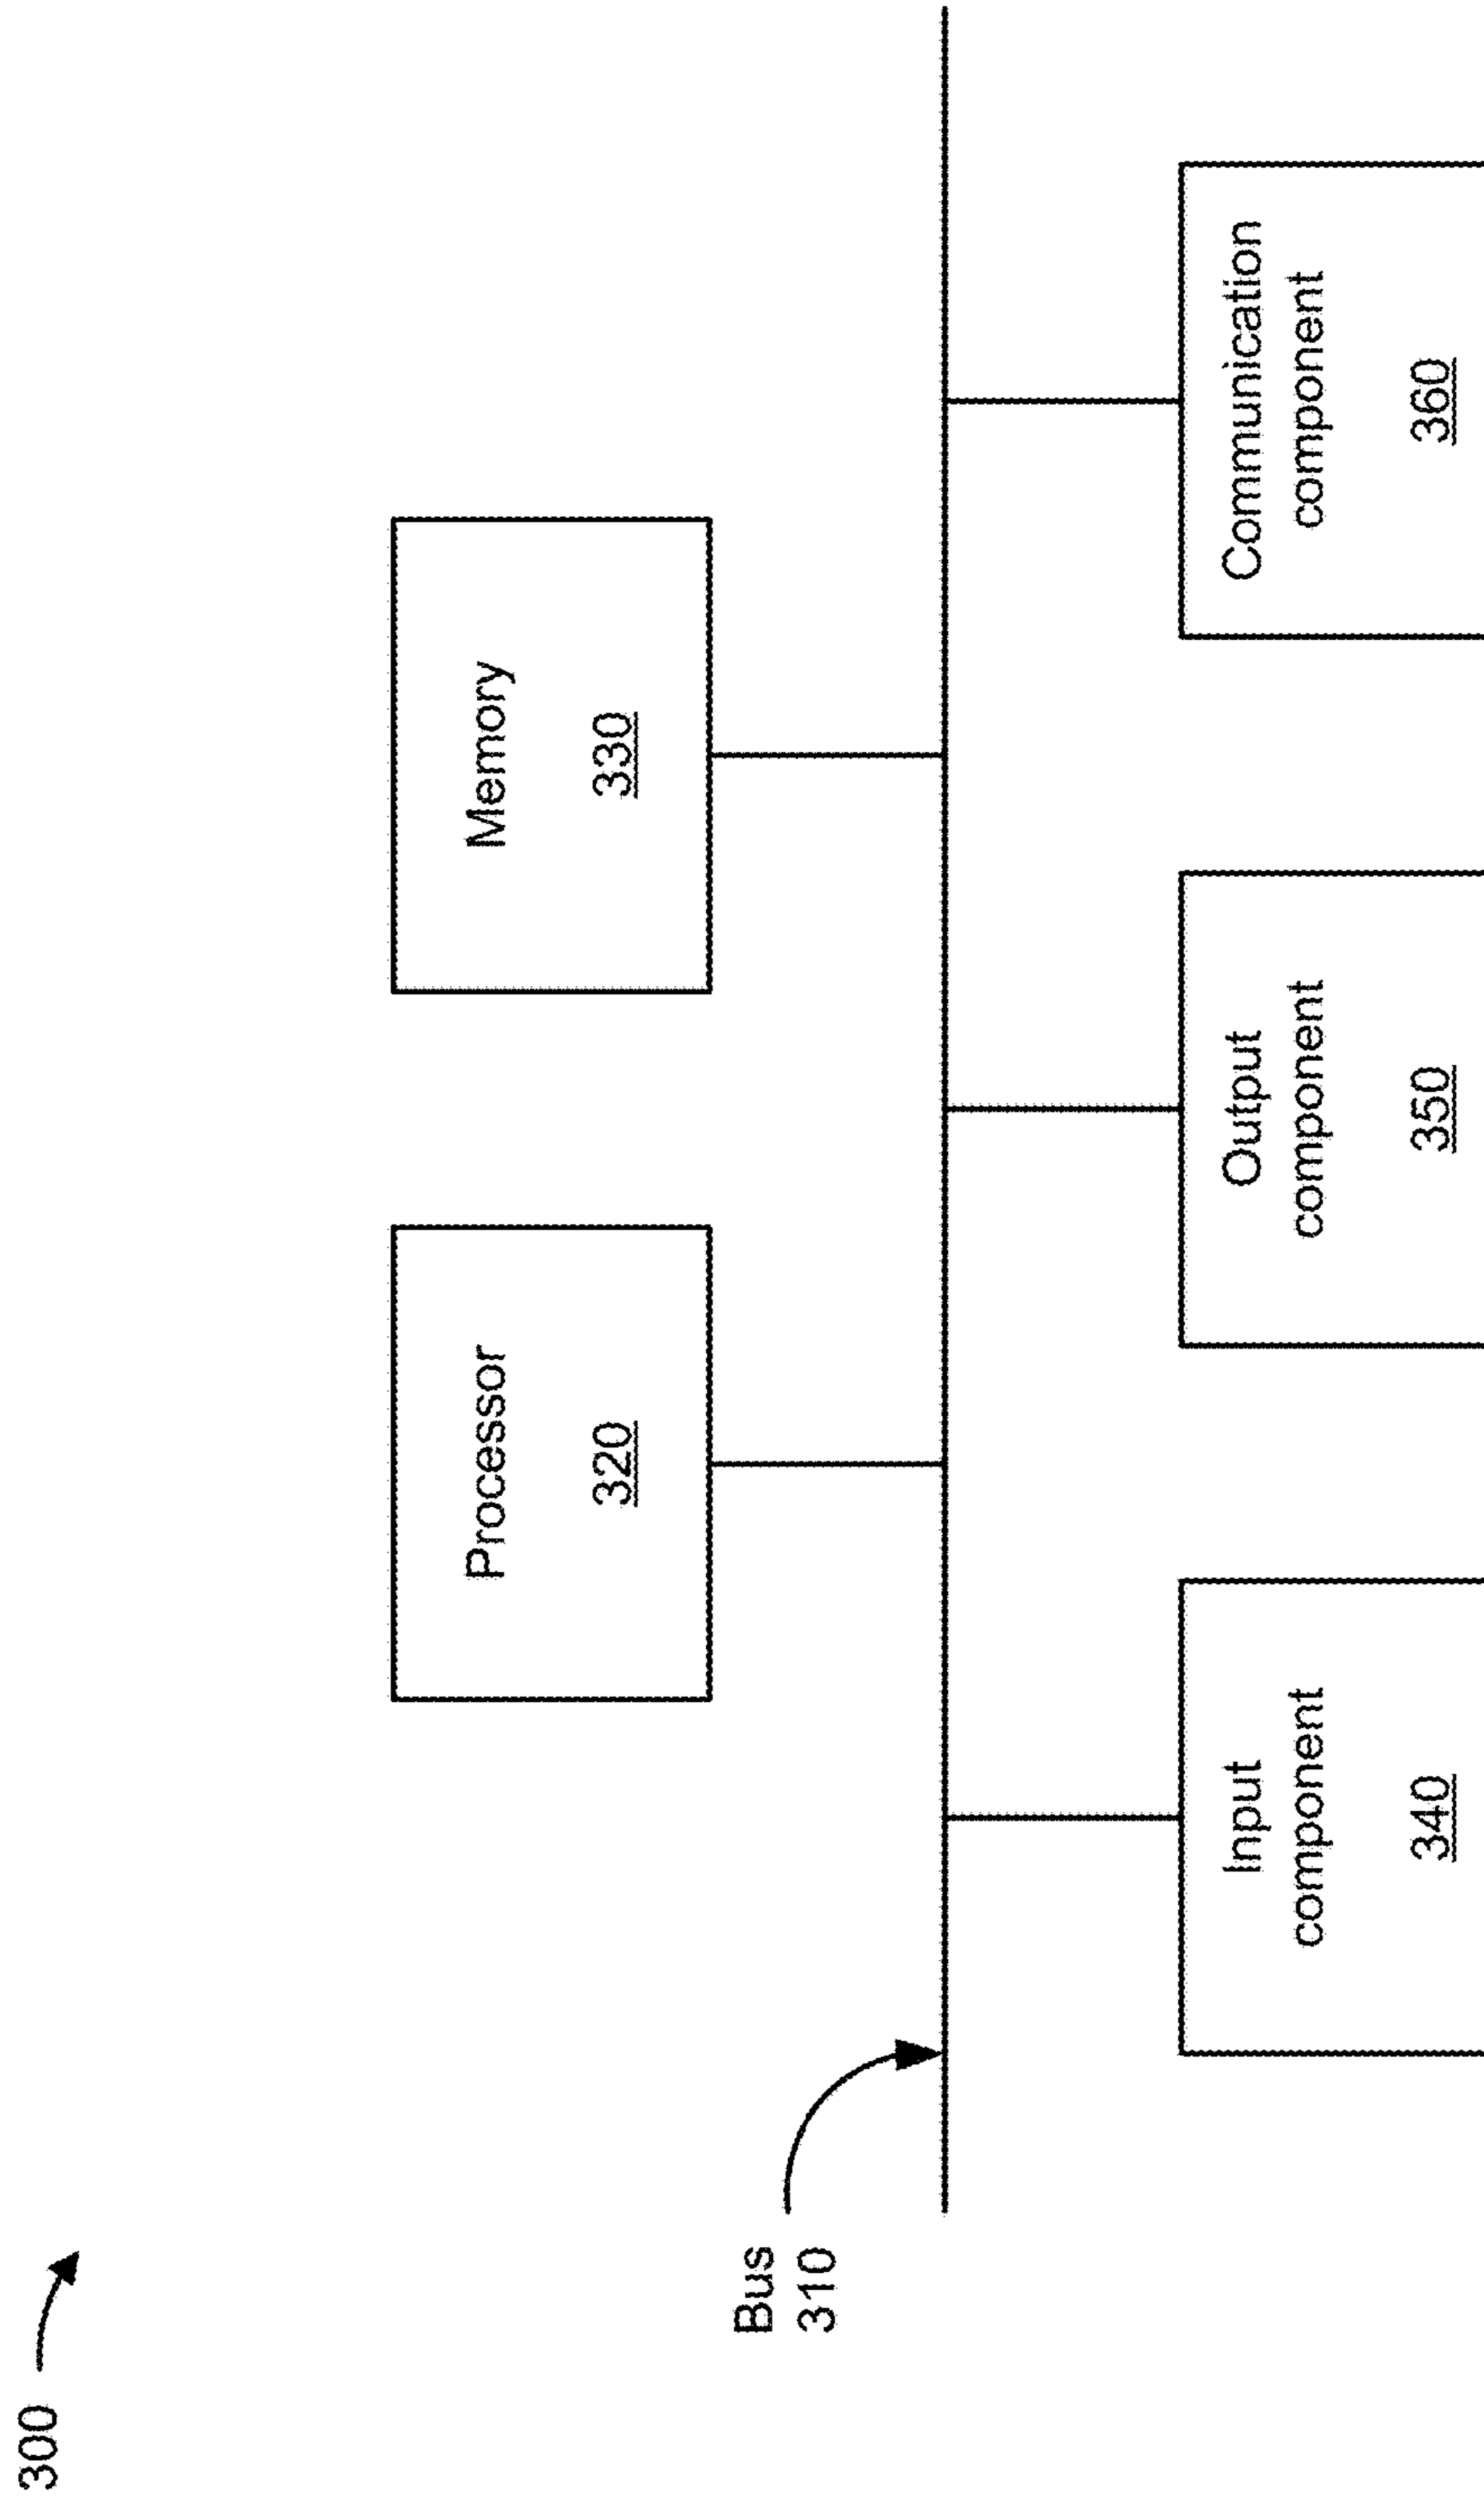 300
Processor
320
Memory
330
Bus
310
Input
component
340
Output
component
350
Communication
component
360